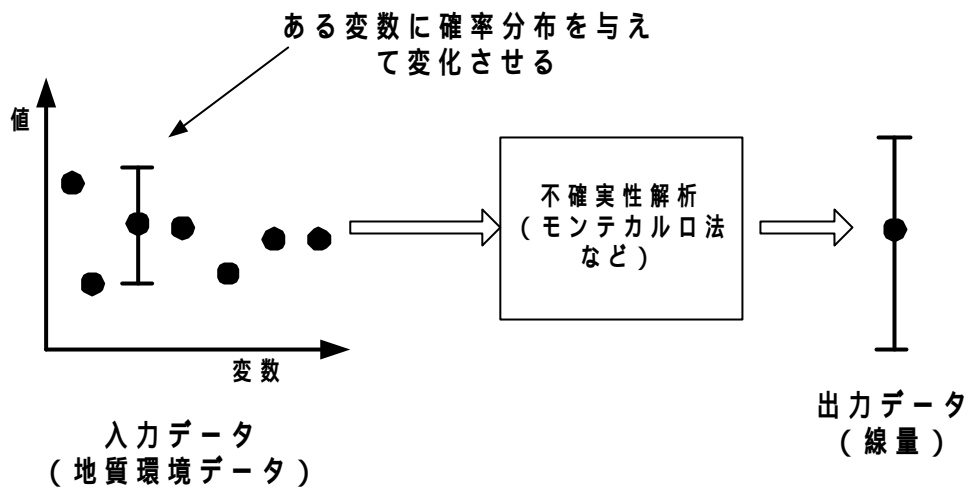 ある変数に確率分布を与え
て変化させる
値
不確実性解析
(モンテカルロ法
など)
変数
入力データ
(地質環境データ)
出力データ
(線量)